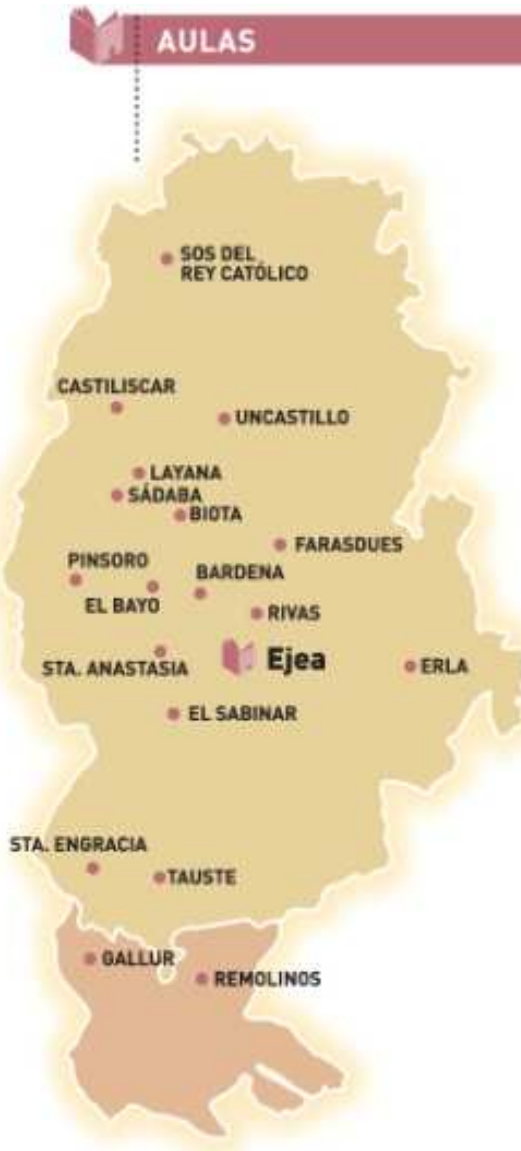 AULAS
SOS DEL
REY CATÓLICO
CASTILISCAR
UNCASTILLO
LAYANA
SÁDABA
BIOTA
FARASDUES
PINSORO
BARDENA
EL BAYO
RIVAS
STA. ANASTASIA
Ejea
ERLA
EL SABINAR
STA. ENGRACIA
TAUSTE
GALLUR
REMOLINOS